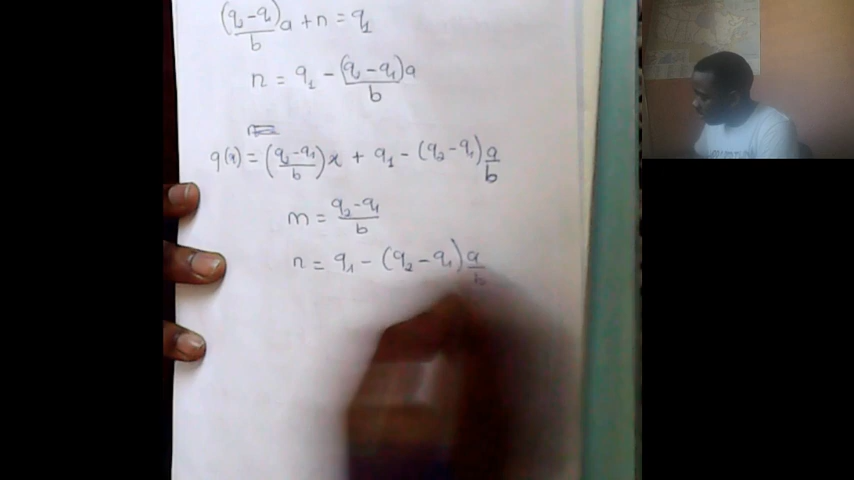 (q₂-q₁)/b a + n = q₁
n = q₁ - (q₂-q₁)a/b
q(x) = ((q₂-q₁)/b)x + q₁ - (q₂-q₁)a/b
m = (q₂-q₁)/b
n = q₁ - (q₂-q₁)a/b